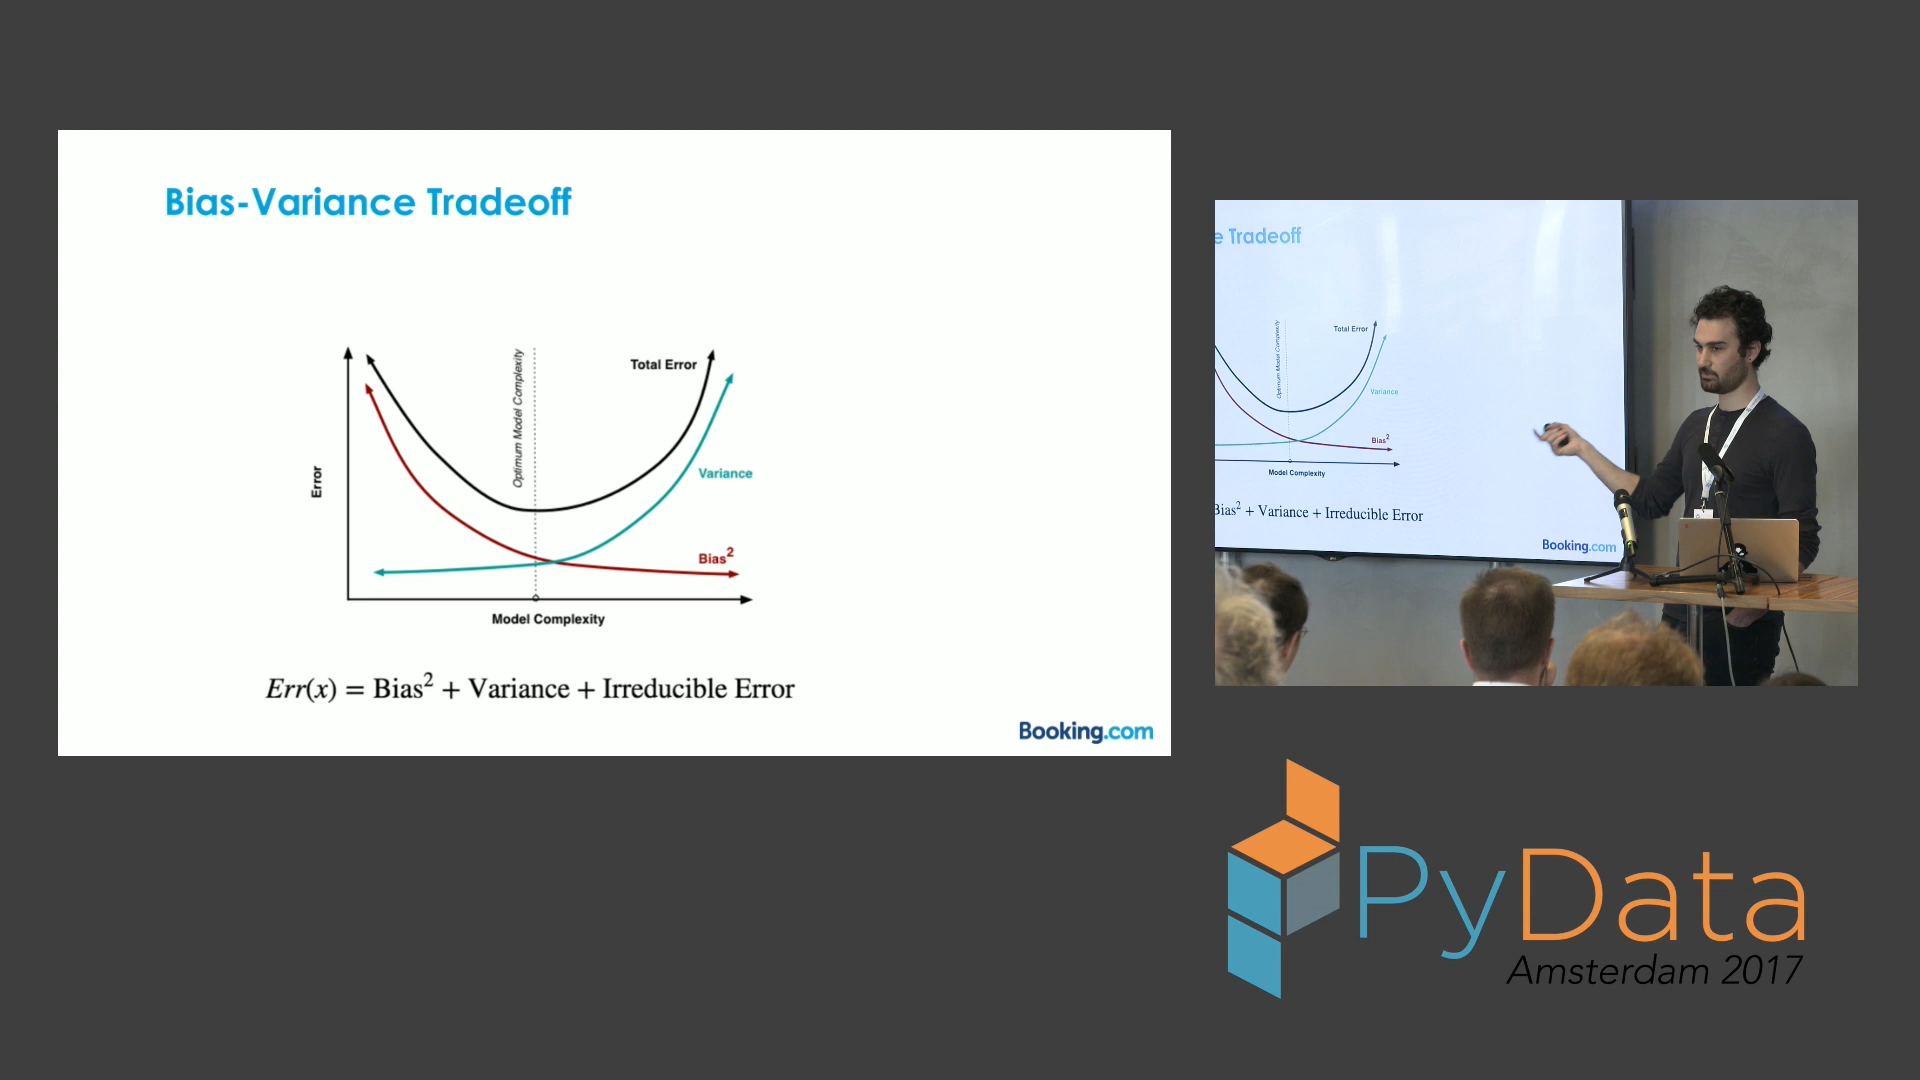 Bias-Variance Tradeoff
Optimum Model Complexity
Total Error
Variance
Error
Bias²
Model Complexity
Err(x) = Bias² + Variance + Irreducible Error
Booking.com
e Tradeoff
Optimum Model Complexity
Total Error
Variance
Bias²
Model Complexity
Bias² + Variance + Irreducible Error
Booking.com
PyData
Amsterdam 2017